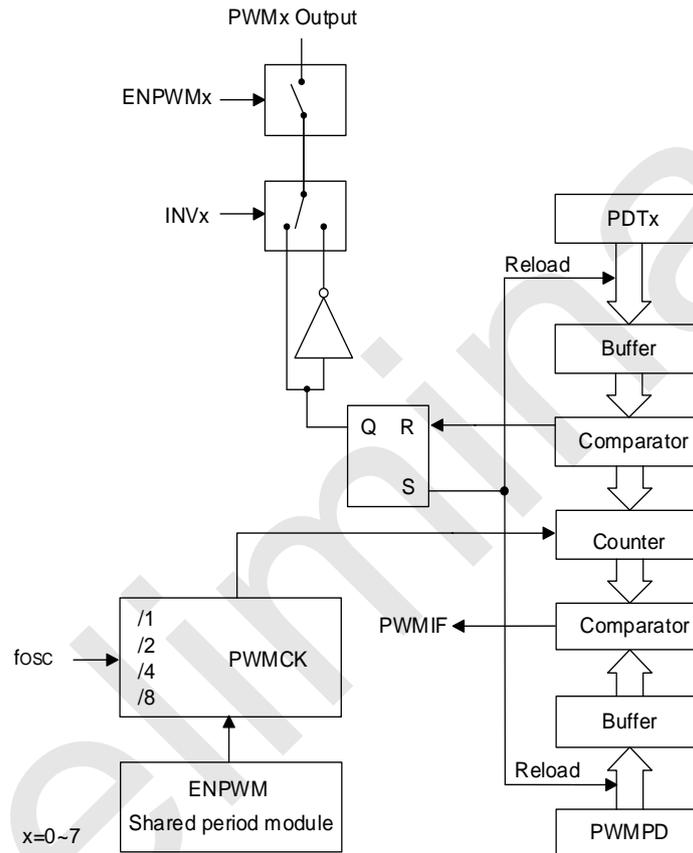 PWMx Output
ENPWMx
INVx
PDTx
Reload
Buffer
Q R
Comparator
S
Counter
/1
/2
/4
/8
PWMCK
fosc
PWMIF
Comparator
Buffer
Reload
ENPWM
Shared period module
x=0~7
PWMPD
elimina